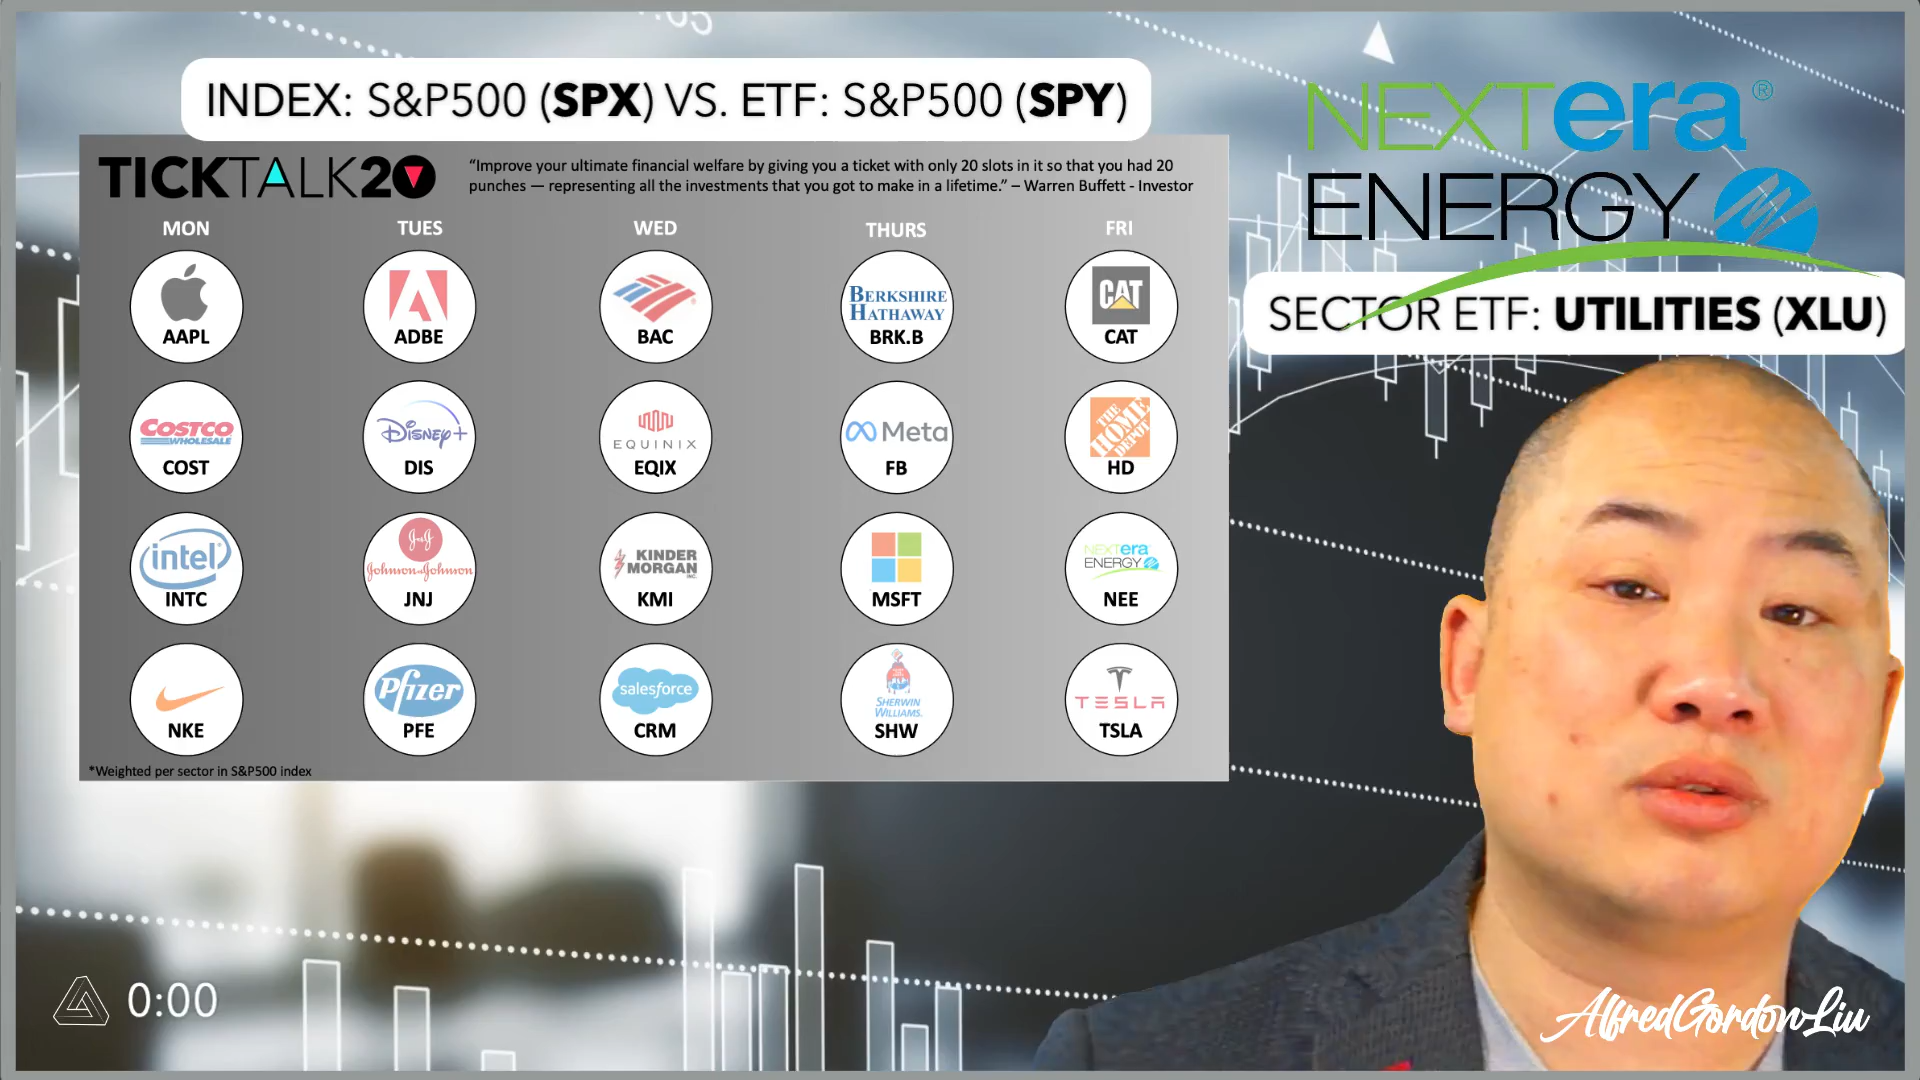 INDEX: S&P500 (SPX) VS. ETF: S&P500 (SPY)
TICKTALK20
“Improve your ultimate financial welfare by giving you a ticket with only 20 slots in it so that you had 20
punches — representing all the investments that you got to make in a lifetime.” – Warren Buffett - Investor
MON TUES WED THURS FRI
AAPL
ADBE
BAC
BERKSHIRE
HATHAWAY
BRK.B
CAT
CAT
COSTCO
WHOLESALE
COST
Disney+
DIS
EQUINIX
EQIX
Meta
FB
THE
HOME
DEPOT
HD
intel
INTC
J&J
Johnson&Johnson
JNJ
KINDER
MORGAN
INC.
KMI
MSFT
NEXTera
ENERGY
NEE
NKE
Pfizer
PFE
salesforce
CRM
SHERWIN
WILLIAMS.
SHW
TESLA
TSLA
*Weighted per sector in S&P500 index
NEXTera®
ENERGY
SECTOR ETF: UTILITIES (XLU)
0:00
AlfredGordonLiu